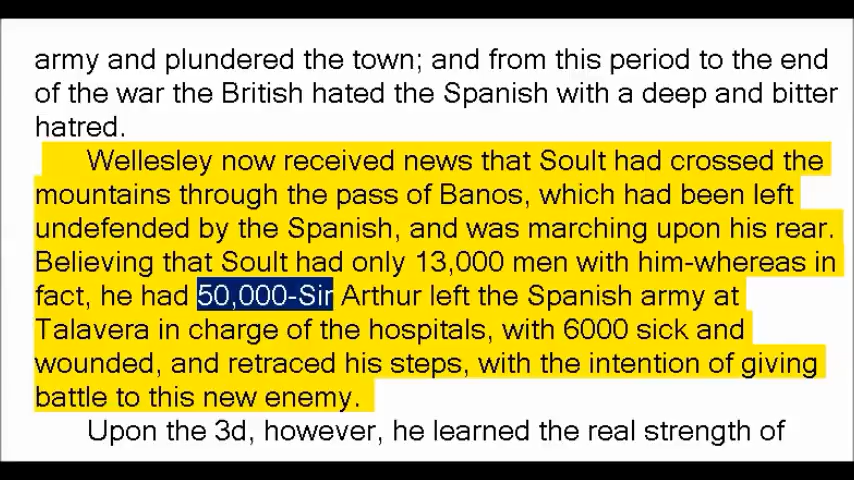 army and plundered the town; and from this period to the end
of the war the British hated the Spanish with a deep and bitter
hatred.
Wellesley now received news that Soult had crossed the
mountains through the pass of Banos, which had been left
undefended by the Spanish, and was marching upon his rear.
Believing that Soult had only 13,000 men with him-whereas in
fact, he had 50,000-Sir Arthur left the Spanish army at
Talavera in charge of the hospitals, with 6000 sick and
wounded, and retraced his steps, with the intention of giving
battle to this new enemy.
Upon the 3d, however, he learned the real strength of